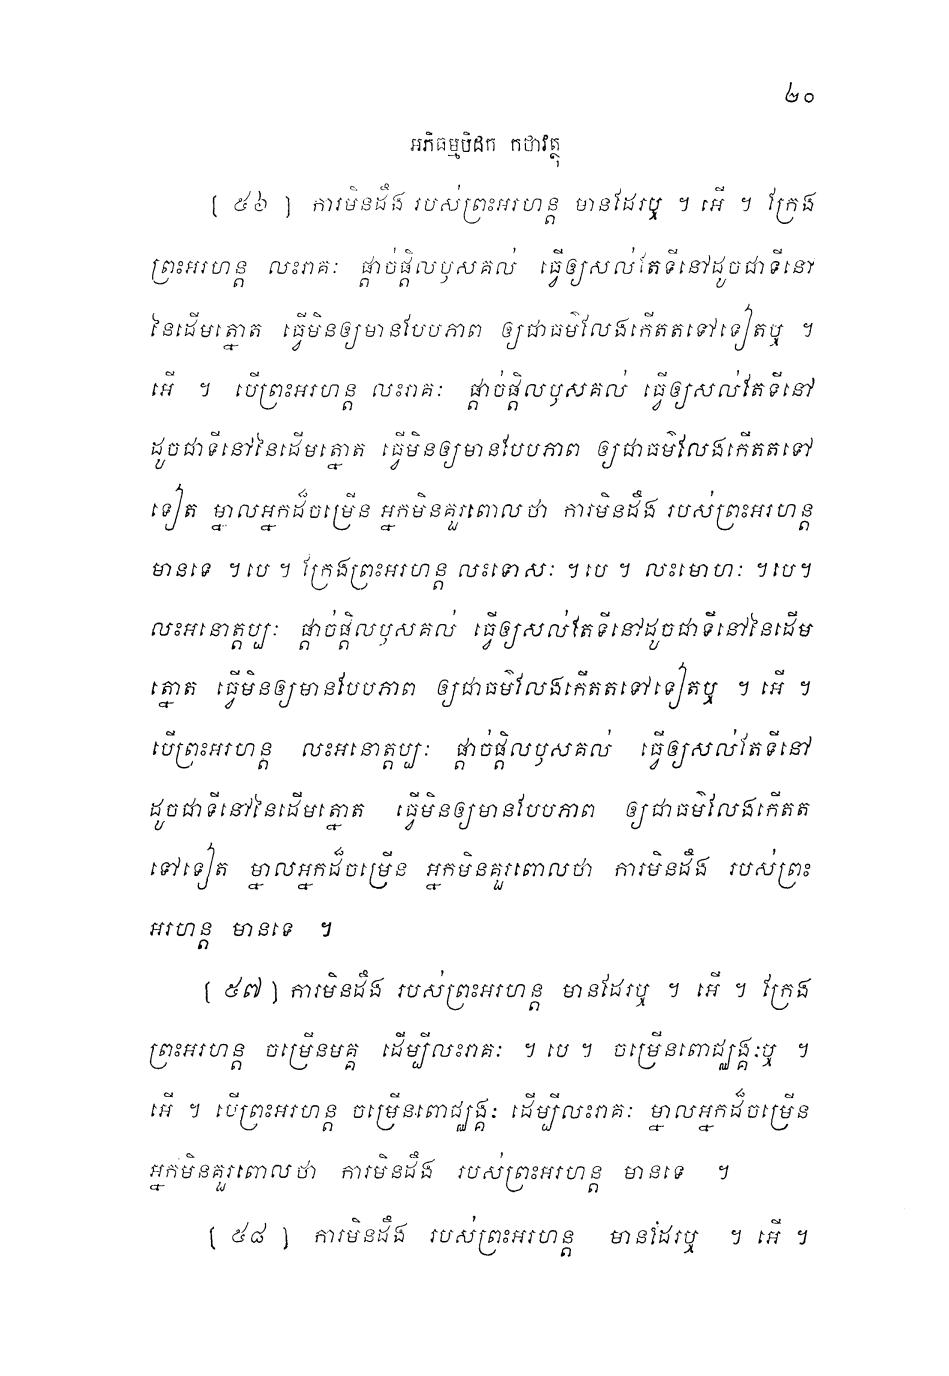 ២០
អភិធម្មបិដក កថាវត្ថុ
[ ៥៦ ] ការមិនដឹង របស់ព្រះអរហន្ត មានដែរឬ ។ អើ ។ ក្រែង
ព្រះអរហន្ត លះរាគៈ ផ្តាច់ផ្តិលឫសគល់ ធ្វើឲ្យសល់តែទីនៅដូចជាទីនៅ
នៃដើមត្នោត ធ្វើមិនឲ្យមានបែបភាព ឲ្យជាធម៌លែងកើតតទៅទៀតឬ ។
អើ ។ បើព្រះអរហន្ត លះរាគៈ ផ្តាច់ផ្តិលឫសគល់ ធ្វើឲ្យសល់តែទីនៅ
ដូចជាទីនៅនៃដើមត្នោត ធ្វើមិនឲ្យមានបែបភាព ឲ្យជាធម៌លែងកើតតទៅ
ទៀត ម្នាលអ្នកដ៏ចម្រើន អ្នកមិនគួរពោលថា ការមិនដឹង របស់ព្រះអរហន្ត
មានទេ ។ បេ ។ ក្រែងព្រះអរហន្ត លះទោសៈ ។ បេ ។ លះមោហៈ ។ បេ។
លះអនោត្តប្បៈ ផ្តាច់ផ្តិលឫសគល់ ធ្វើឲ្យសល់តែទីនៅដូចជាទីនៅនៃដើម
ត្នោត ធ្វើមិនឲ្យមានបែបភាព ឲ្យជាធម៌លែងកើតតទៅទៀតឬ ។ អើ ។
បើព្រះអរហន្ត លះអនោត្តប្បៈ ផ្តាច់ផ្តិលឫសគល់ ធ្វើឲ្យសល់តែទីនៅ
ដូចជាទីនៅនៃដើមត្នោត ធ្វើមិនឲ្យមានបែបភាព ឲ្យជាធម៌លែងកើតត
ទៅទៀត ម្នាលអ្នកដ៏ចម្រើន អ្នកមិនគួរពោលថា ការមិនដឹង របស់ព្រះ
អរហន្ត មានទេ ។
[ ៥៧ ] ការមិនដឹង របស់ព្រះអរហន្ត មានដែរឬ ។ អើ ។ ក្រែង
ព្រះអរហន្ត ចម្រើនមគ្គ ដើម្បីលះរាគៈ ។ បេ ។ ចម្រើនពោជ្ឈង្គៈឬ ។
អើ ។ បើព្រះអរហន្ត ចម្រើនពោជ្ឈង្គៈ ដើម្បីលះរាគៈ ម្នាលអ្នកដ៏ចម្រើន
អ្នកមិនគួរពោលថា ការមិនដឹង របស់ព្រះអរហន្ត មានទេ ។
[ ៥៨ ] ការមិនដឹង របស់ព្រះអរហន្ត មានដែរឬ ។ អើ ។